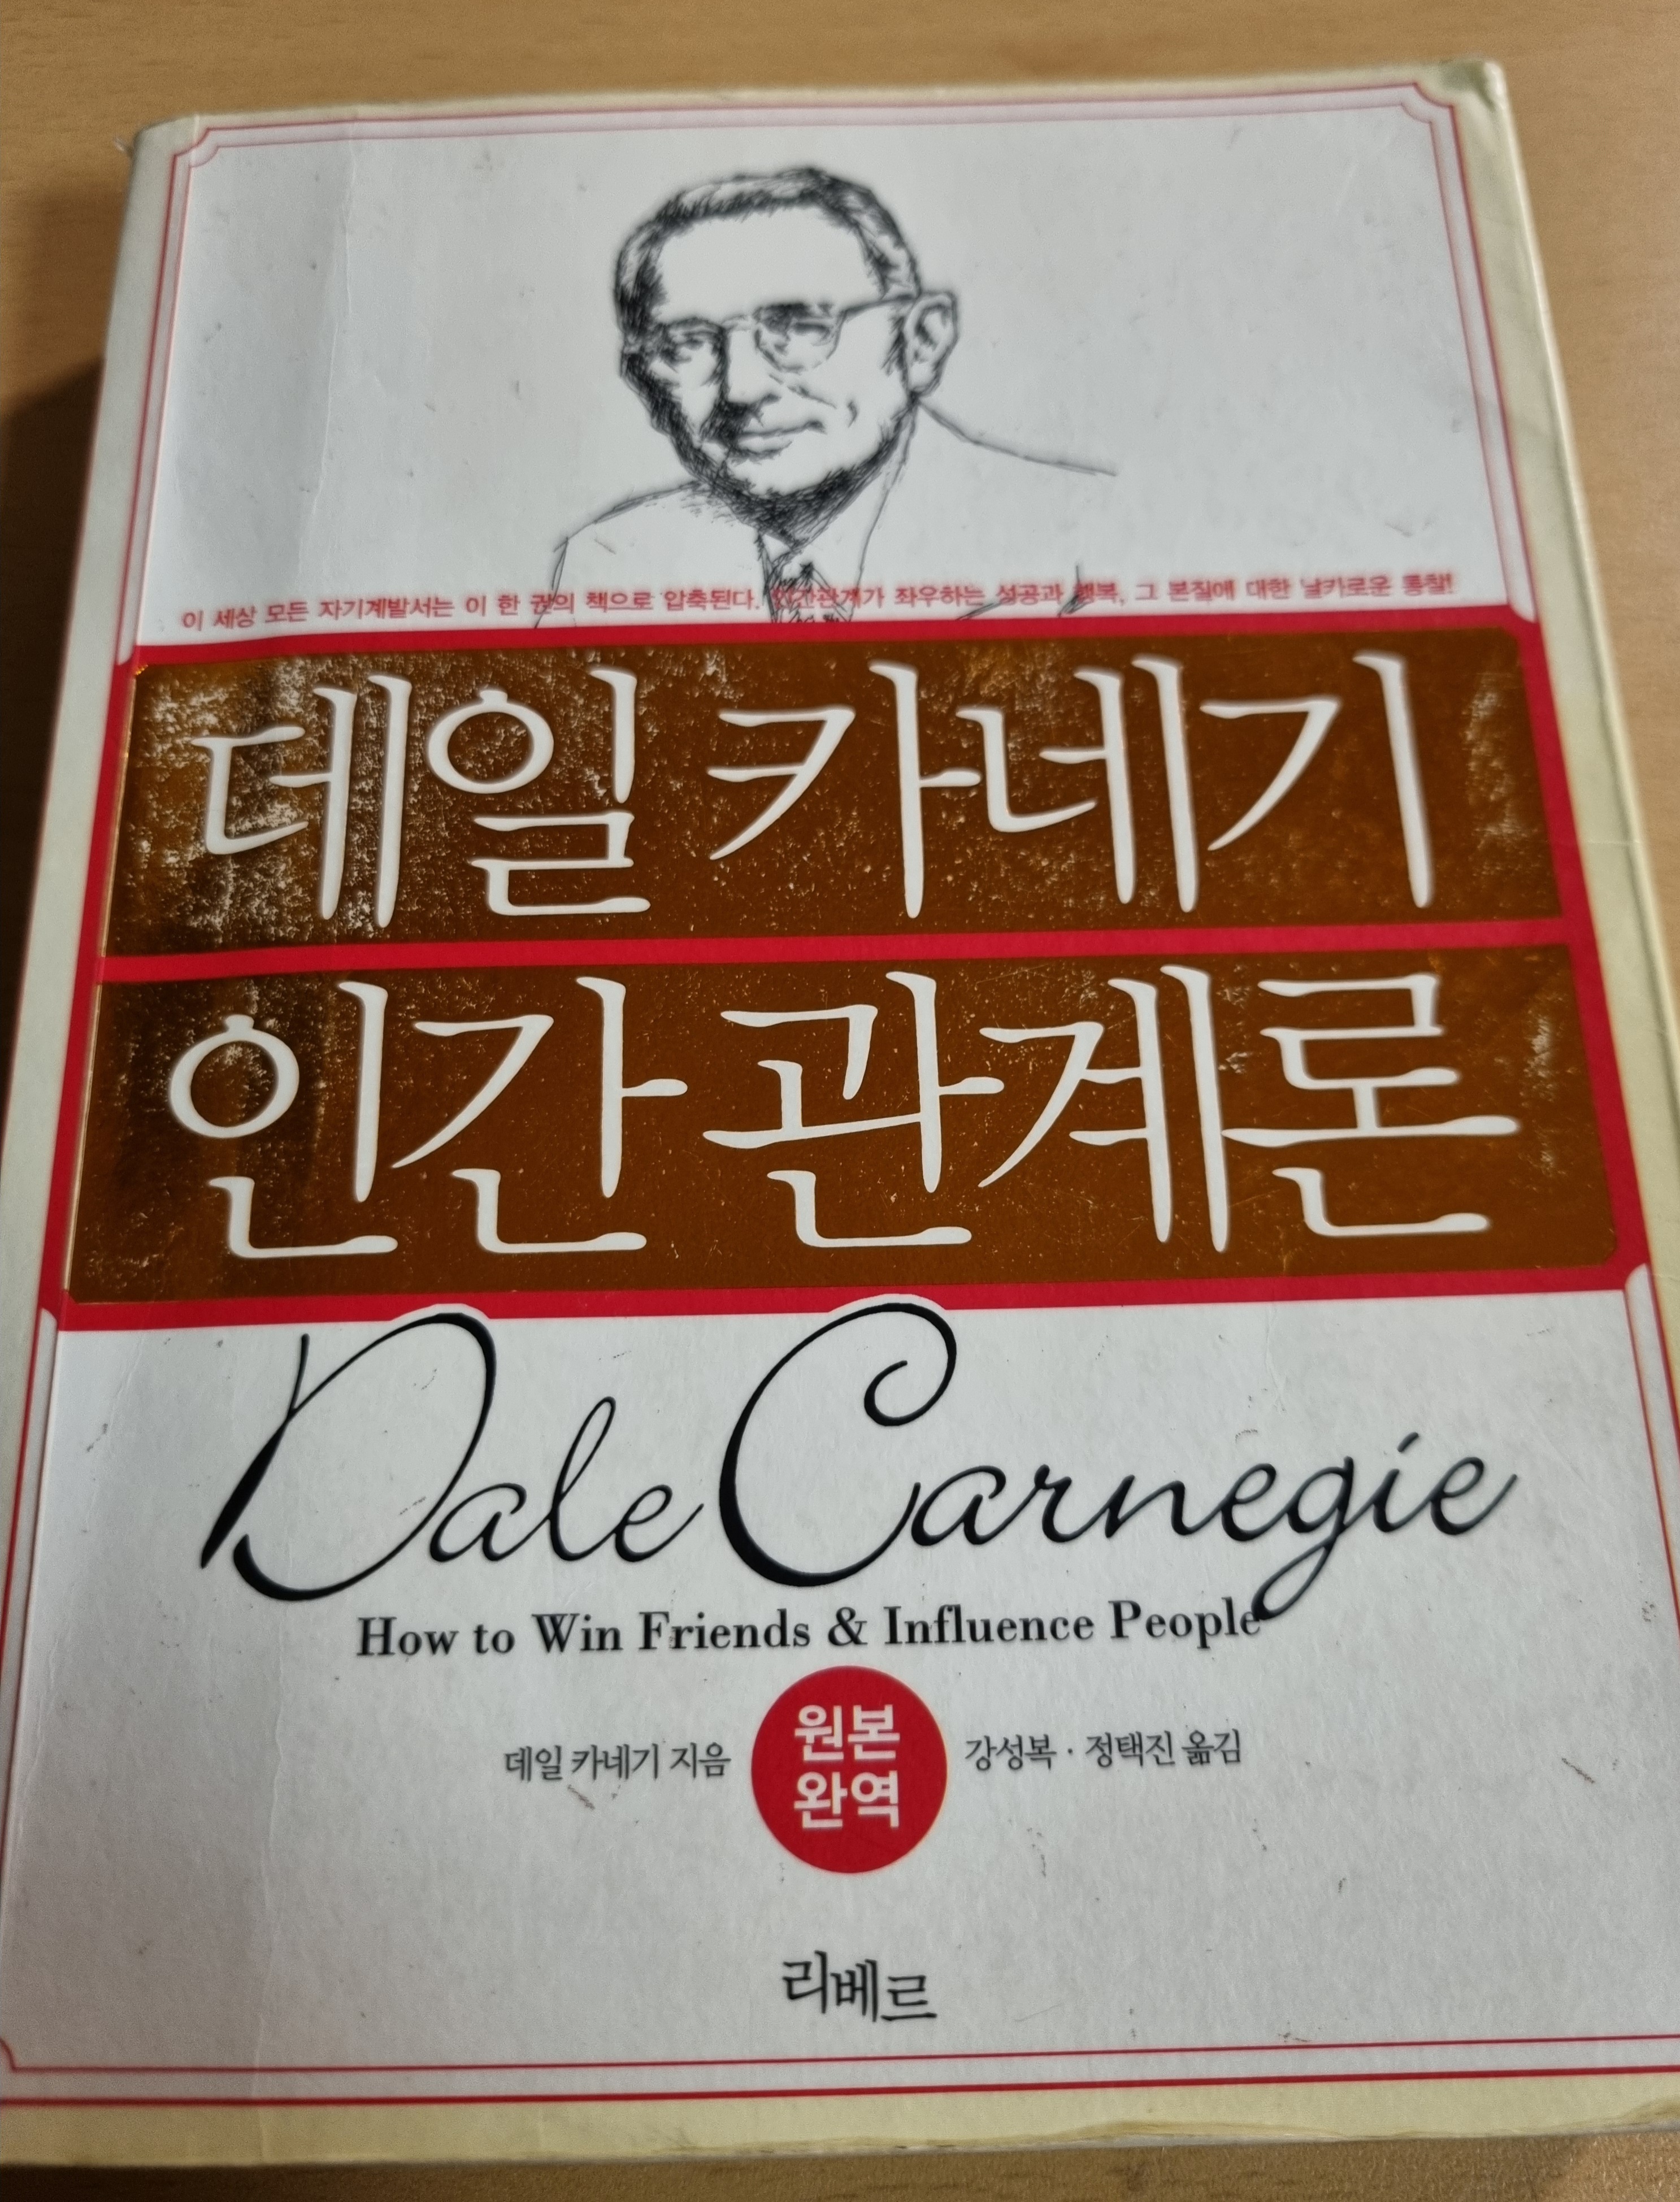 이 세상 모든 자기계발서는 이 한 권의 책으로 압축된다. 인간관계가 좌우하는 성공과 행복, 그 본질에 대한 날카로운 통찰!
데일 카네기
인간 관계론
Dale Carnegie
How to Win Friends & Influence People
데일 카네기 지음
원본
완역
강성복 · 정택진 옮김
리베르